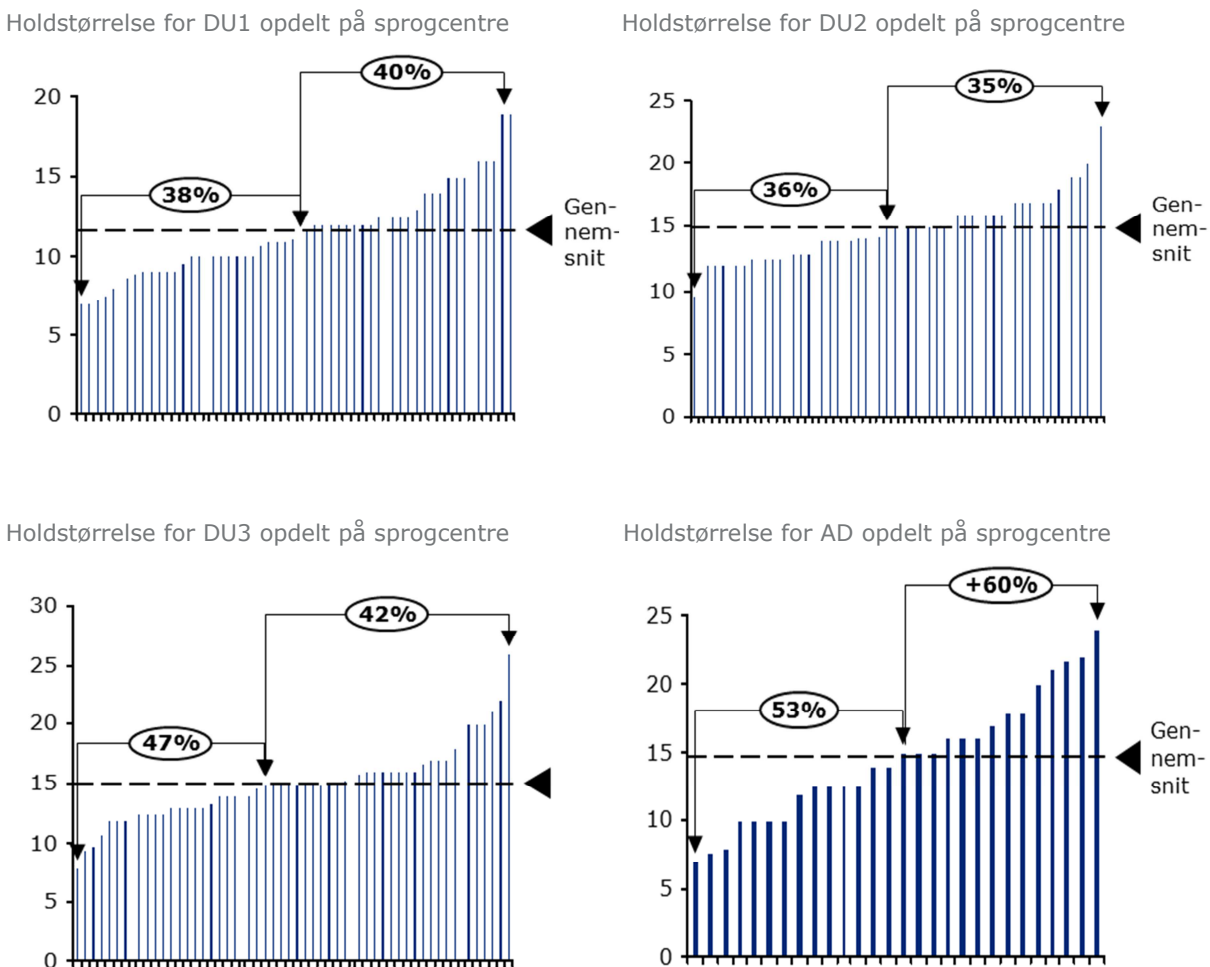 Holdstørrelse for DU1 opdelt på sprogcentre
40%
20
38%
15
Gen-
nem-
snit
10
5
0
Holdstørrelse for DU2 opdelt på sprogcentre
35%
25
20
36%
15
Gen-
nem-
snit
10
5
0
Holdstørrelse for DU3 opdelt på sprogcentre
30
42%
25
20
47%
15
10
5
0
Holdstørrelse for AD opdelt på sprogcentre
+60%
25
20
53%
15
Gen-
nem-
snit
10
5
0